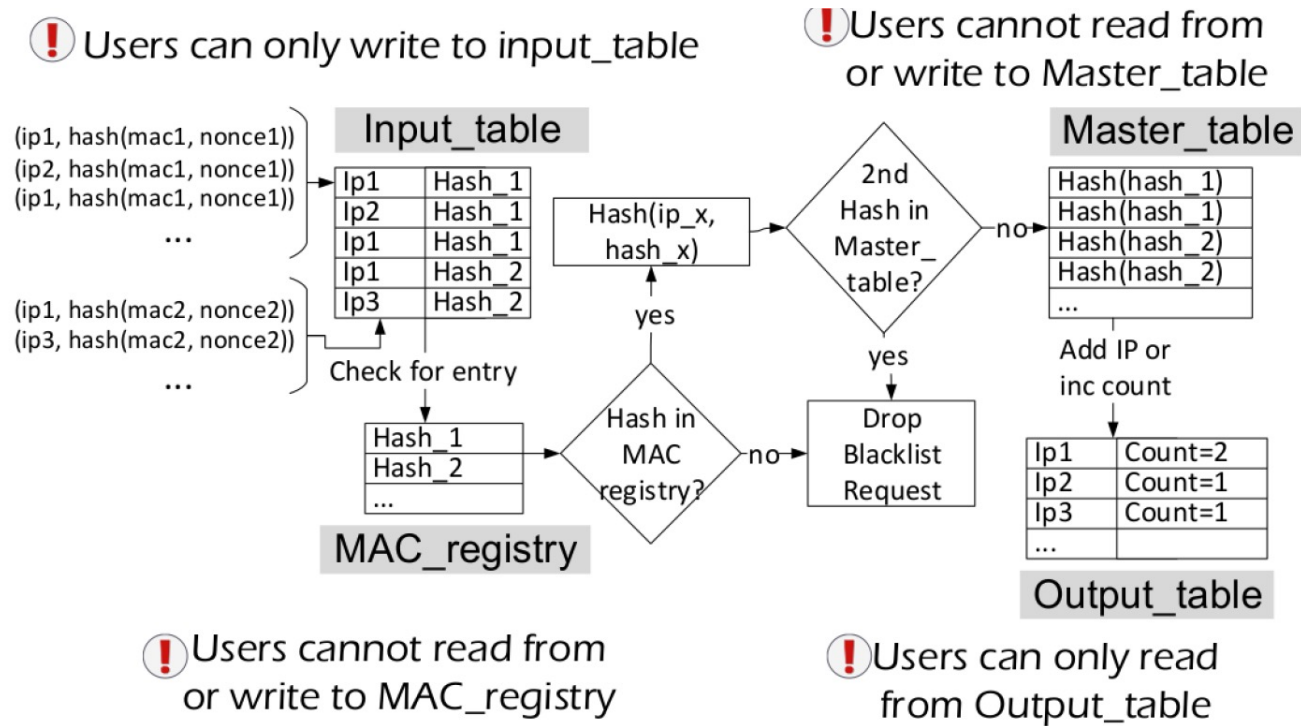 Users can only write to input_table
Users cannot read from
or write to Master_table
(ip1, hash(mac1, nonce1))
(ip2, hash(mac1, nonce1))
(ip1, hash(mac1, nonce1))
...
(ip1, hash(mac2, nonce2))
(ip3, hash(mac2, nonce2))
...
Input_table
Ip1 Hash_1
Ip2 Hash_1
Ip1 Hash_1
Ip1 Hash_2
Ip3 Hash_2
Check for entry
Hash_1
Hash_2
...
MAC_registry
Hash in
MAC
registry?
yes
no
Hash(ip_x,
hash_x)
2nd
Hash in
Master_
table?
no
yes
Drop
Blacklist
Request
Master_table
Hash(hash_1)
Hash(hash_1)
Hash(hash_2)
Hash(hash_2)
...
Add IP or
inc count
Ip1 Count=2
Ip2 Count=1
Ip3 Count=1
...
Output_table
Users cannot read from
or write to MAC_registry
Users can only read
from Output_table